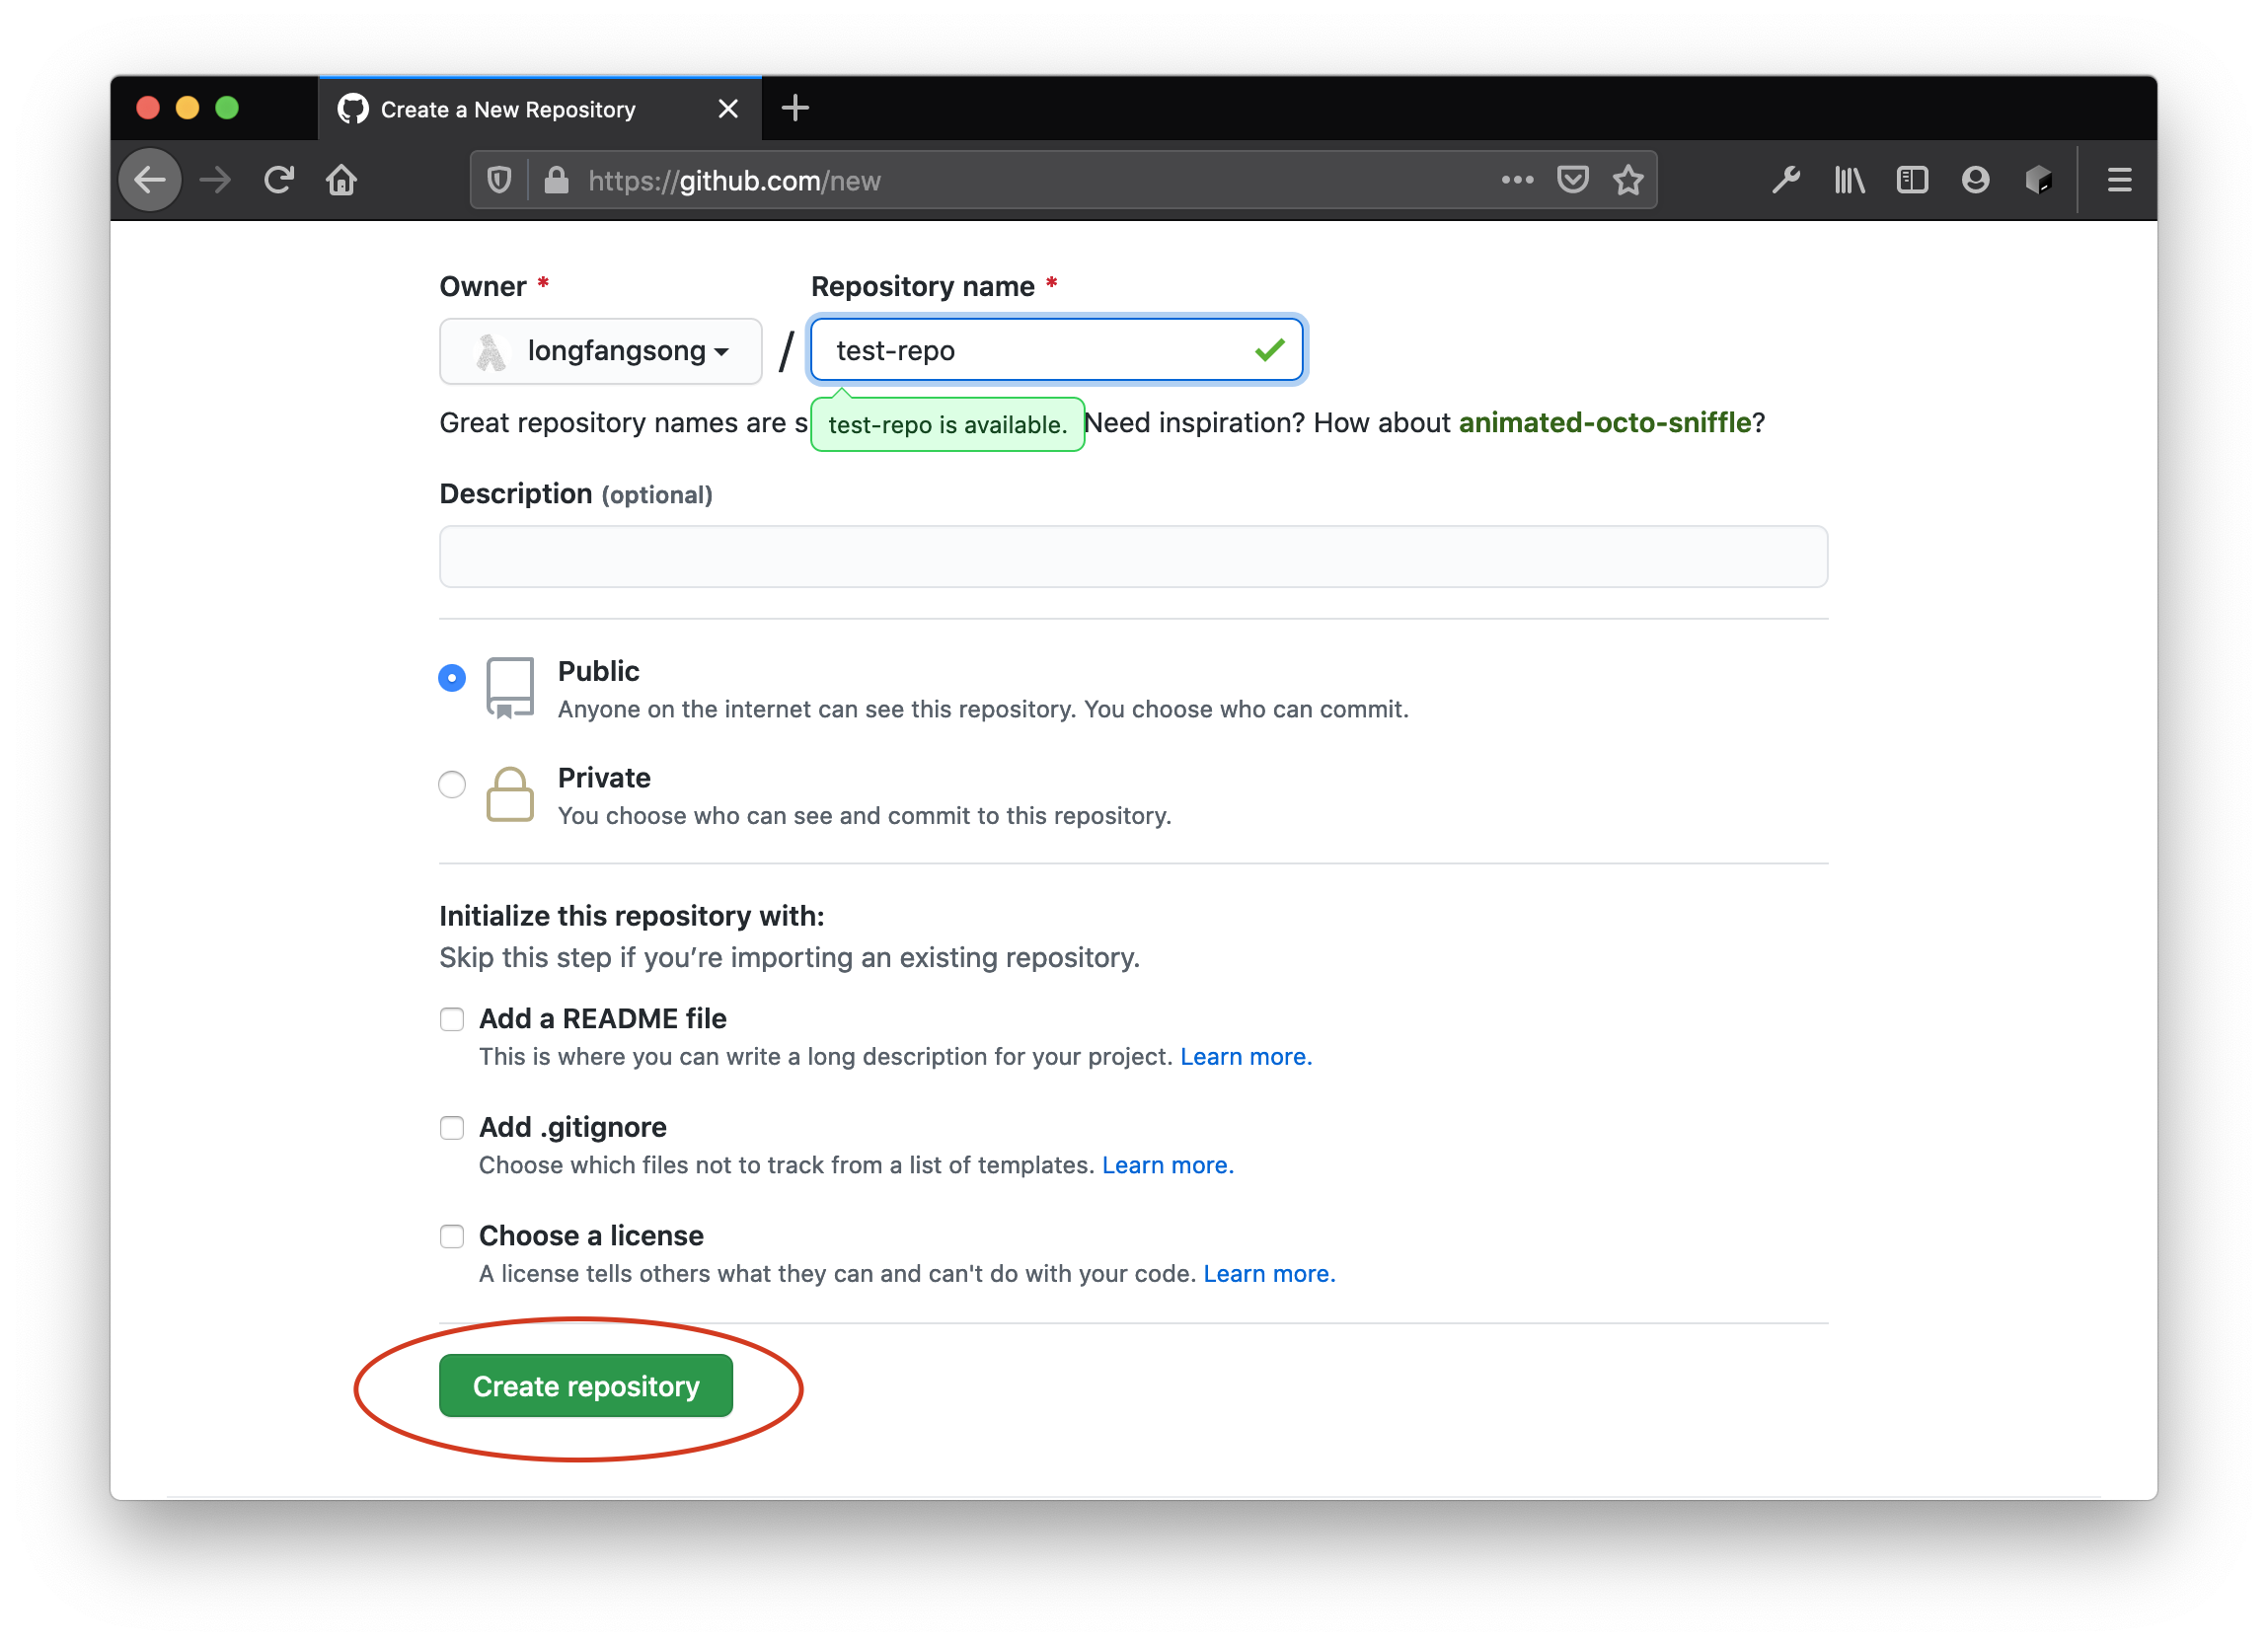 Create a New Repository
https://github.com/new
Owner * Repository name *
longfangsong / test-repo
Great repository names are s test-repo is available. Need inspiration? How about animated-octo-sniffle?
Description (optional)
Public
Anyone on the internet can see this repository. You choose who can commit.
Private
You choose who can see and commit to this repository.
Initialize this repository with:
Skip this step if you’re importing an existing repository.
Add a README file
This is where you can write a long description for your project. Learn more.
Add .gitignore
Choose which files not to track from a list of templates. Learn more.
Choose a license
A license tells others what they can and can't do with your code. Learn more.
Create repository